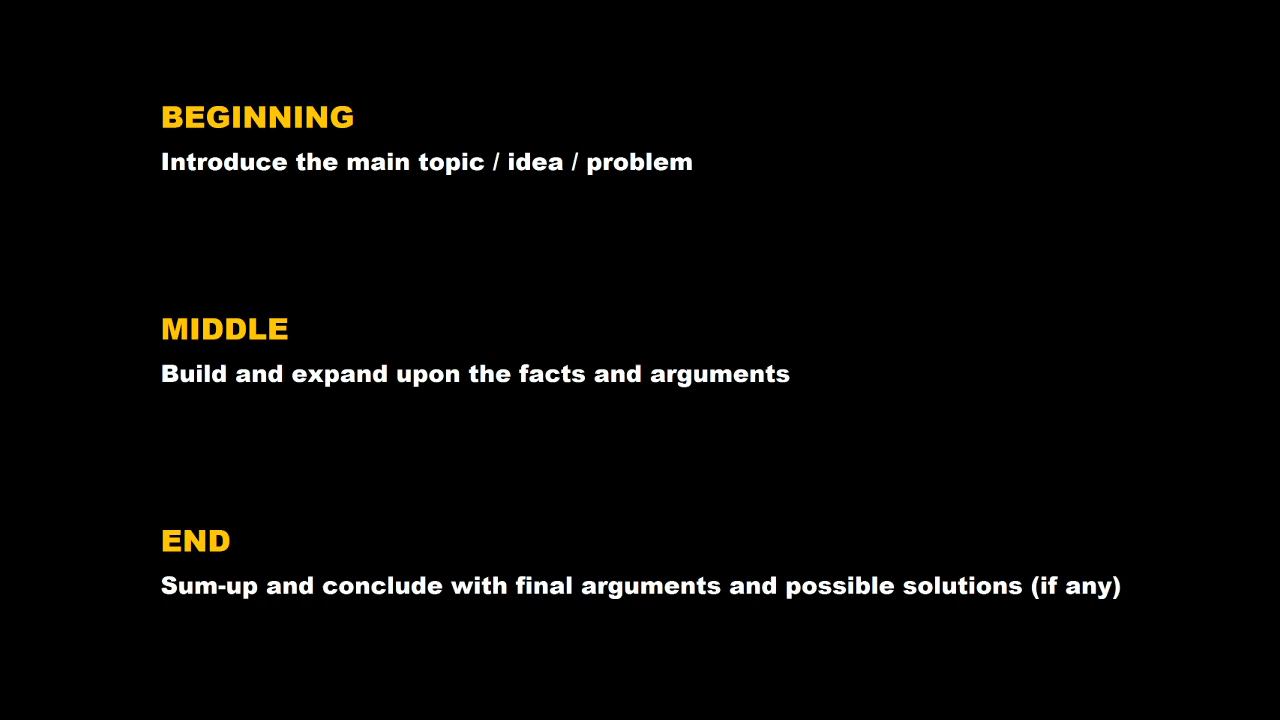 BEGINNING
Introduce the main topic / idea / problem
MIDDLE
Build and expand upon the facts and arguments
END
Sum-up and conclude with final arguments and possible solutions (if any)